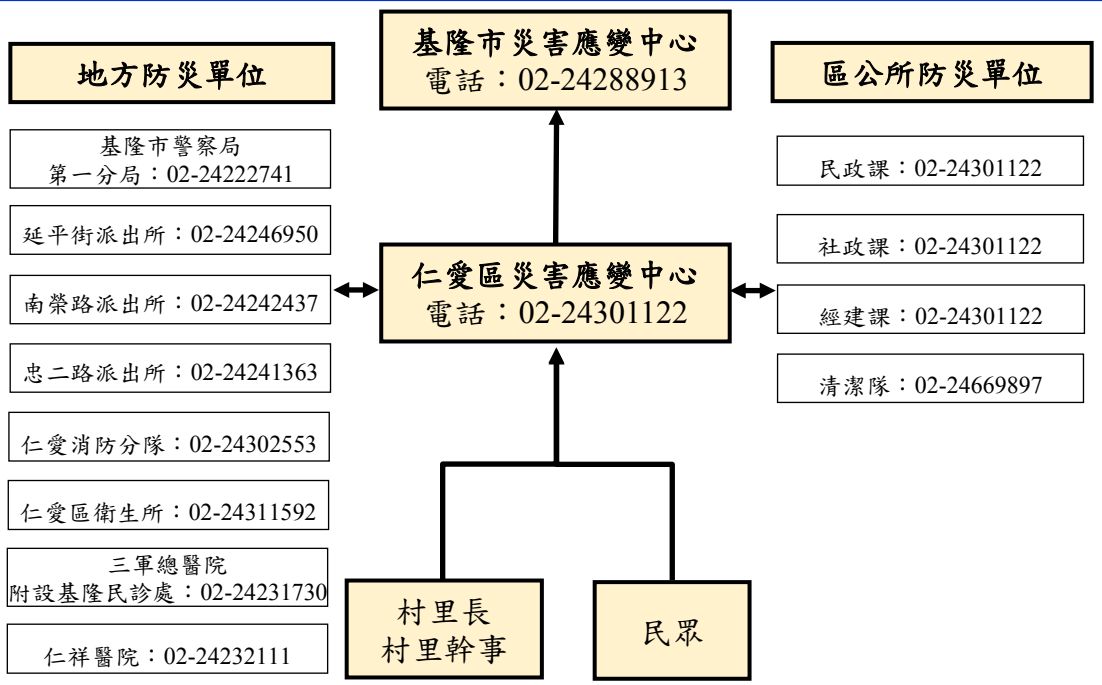 基隆市災害應變中心
電話：02-24288913
地方防災單位
基隆市警察局
第一分局：02-24222741
延平街派出所：02-24246950
南榮路派出所：02-24242437
忠二路派出所：02-24241363
仁愛消防分隊：02-24302553
仁愛區衛生所：02-24311592
三軍總醫院
附設基隆民診處：02-24231730
仁祥醫院：02-24232111
仁愛區災害應變中心
電話：02-24301122
村里長
村里幹事
民眾
區公所防災單位
民政課：02-24301122
社政課：02-24301122
經建課：02-24301122
清潔隊：02-24669897